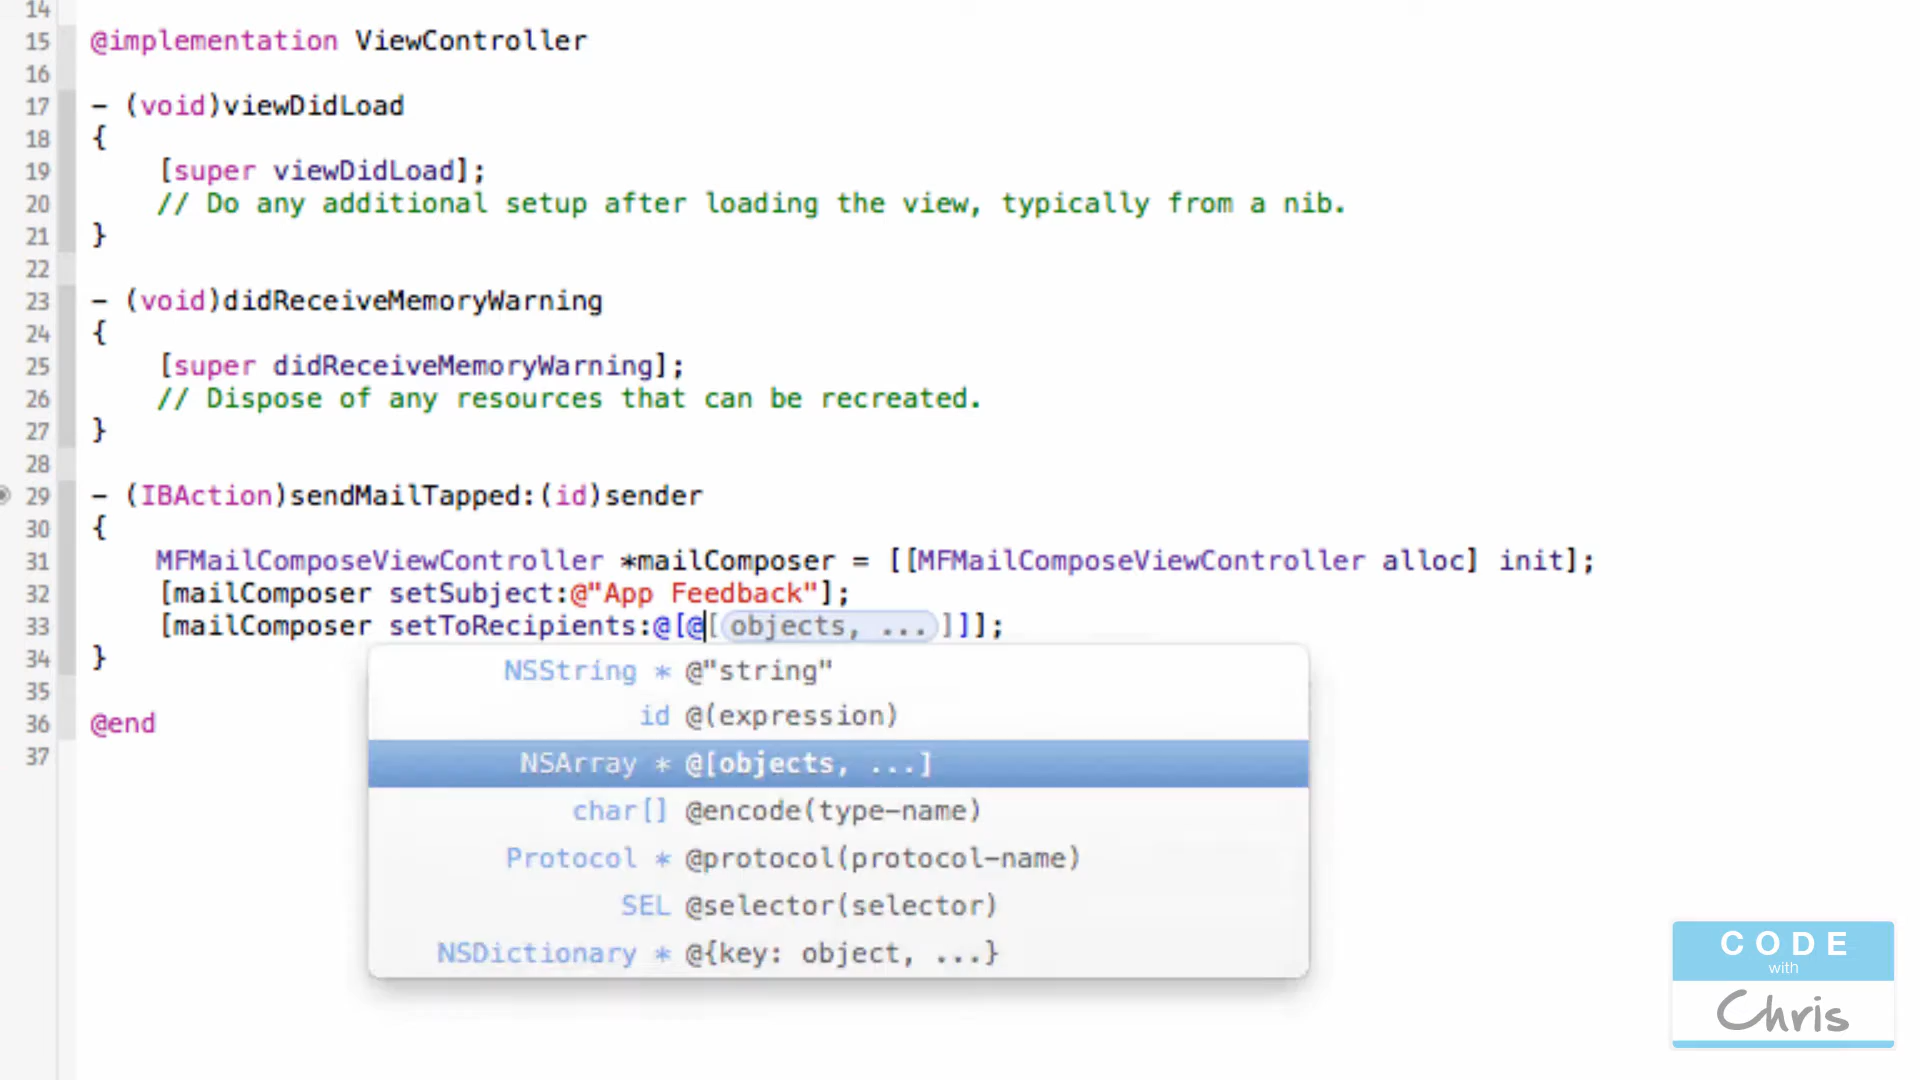 14
15 @implementation ViewController
16
17 - (void)viewDidLoad
18 {
19 [super viewDidLoad];
20 // Do any additional setup after loading the view, typically from a nib.
21 }
22
23 - (void)didReceiveMemoryWarning
24 {
25 [super didReceiveMemoryWarning];
26 // Dispose of any resources that can be recreated.
27 }
28
29 - (IBAction)sendMailTapped:(id)sender
30 {
31 MFMailComposeViewController *mailComposer = [[MFMailComposeViewController alloc] init];
32 [mailComposer setSubject:@"App Feedback"];
33 [mailComposer setToRecipients:@[@[objects, ...]]];
34 }
35
36 @end
37
NSString * @"string"
id @(expression)
NSArray * @[objects, ...]
char[] @encode(type-name)
Protocol * @protocol(protocol-name)
SEL @selector(selector)
NSDictionary * @{key: object, ...}
CODE
with
Chris